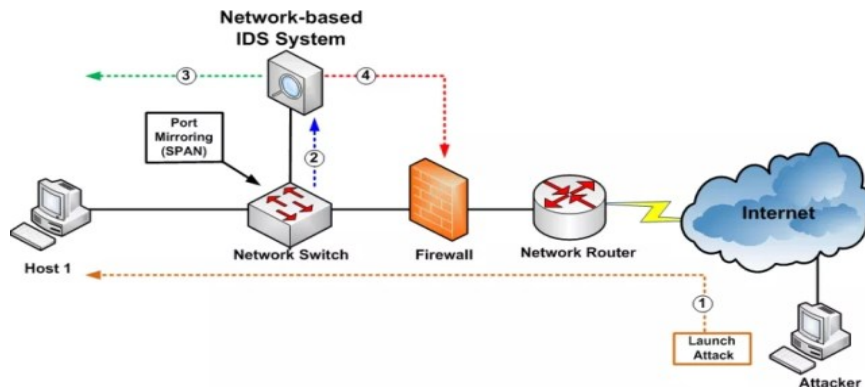 Network-based
IDS System
3
4
Port
Mirroring
(SPAN)
2
Internet
Host 1
Network Switch
Firewall
Network Router
1
Launch
Attack
Attacker